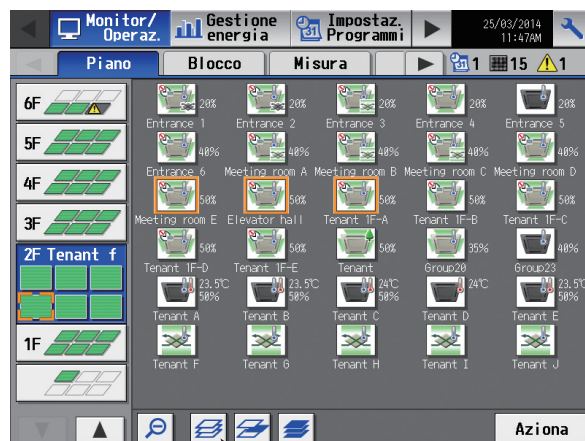 Monitor/ Operaz.
Gestione energia
Impostaz. Programmi
25/03/2014 11:47AM
Piano
Blocco
Misura
1
15
1
6F
5F
4F
3F
2F Tenant f
1F
20% 20% 20% 20% 20%
Entrance 1 Entrance 2 Entrance 3 Entrance 4 Entrance 5
40% 40% 40% 40% 40%
Entrance 6 Meeting room A Meeting room B Meeting room C Meeting room D
50% 50% 50% 50% 50%
Meeting room E Elevator hall Tenant 1F-A Tenant 1F-B Tenant 1F-C
50% 50% 50% 35% 40%
Tenant 1F-D Tenant 1F-E Tenant Group20 Group23
23.5℃ 50% 23.5℃ 50% 24℃ 50% 24℃ 23.5℃ 50%
Tenant A Tenant B Tenant C Tenant D Tenant E
Tenant F Tenant G Tenant H Tenant I Tenant J
Aziona